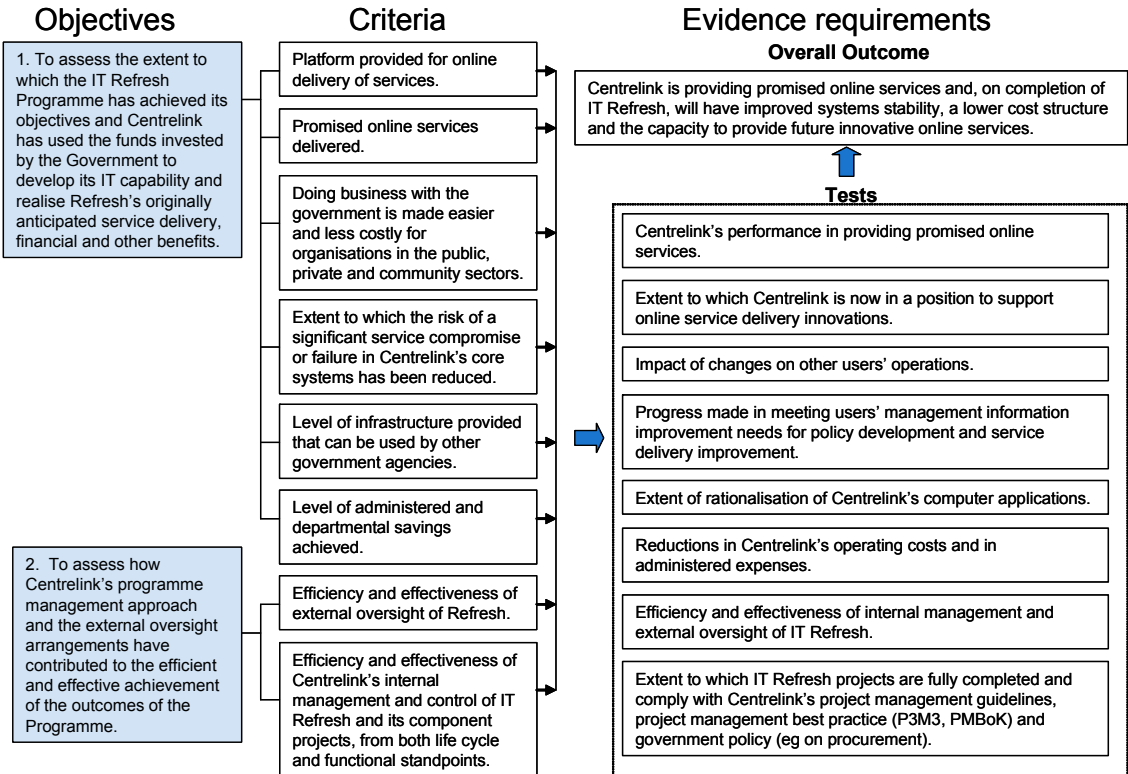 Objectives
Criteria
Evidence requirements
1. To assess the extent to
which the IT Refresh
Programme has achieved its
objectives and Centrelink
has used the funds invested
by the Government to
develop its IT capability and
realise Refresh's originally
anticipated service delivery,
financial and other benefits.
2. To assess how
Centrelink's programme
management approach
and the external oversight
arrangements have
contributed to the efficient
and effective achievement
of the outcomes of the
Programme.
Platform provided for online
delivery of services.
Promised online services
delivered.
Doing business with the
government is made easier
and less costly for
organisations in the public,
private and community sectors.
Extent to which the risk of a
significant service compromise
or failure in Centrelink's core
systems has been reduced.
Level of infrastructure provided
that can be used by other
government agencies.
Level of administered and
departmental savings
achieved.
Efficiency and effectiveness of
external oversight of Refresh.
Efficiency and effectiveness of
Centrelink's internal
management and control of IT
Refresh and its component
projects, from both life cycle
and functional standpoints.
Overall Outcome
Centrelink is providing promised online services and, on completion of
IT Refresh, will have improved systems stability, a lower cost structure
and the capacity to provide future innovative online services.
Tests
Centrelink's performance in providing promised online
services.
Extent to which Centrelink is now in a position to support
online service delivery innovations.
Impact of changes on other users' operations.
Progress made in meeting users' management information
improvement needs for policy development and service
delivery improvement.
Extent of rationalisation of Centrelink's computer applications.
Reductions in Centrelink's operating costs and in
administered expenses.
Efficiency and effectiveness of internal management and
external oversight of IT Refresh.
Extent to which IT Refresh projects are fully completed and
comply with Centrelink's project management guidelines,
project management best practice (P3M3, PMBoK) and
government policy (eg on procurement).